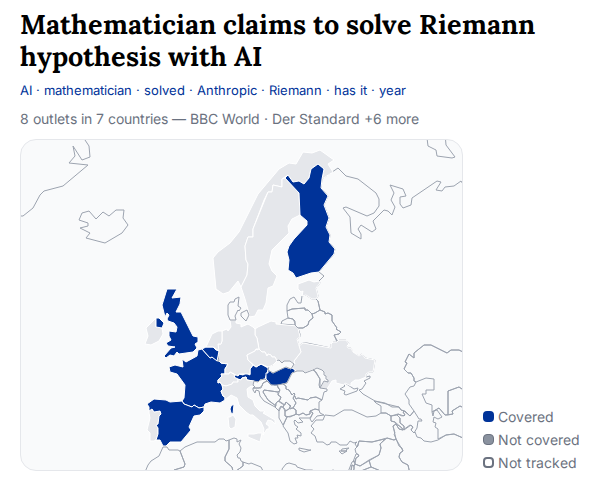 Mathematician claims to solve Riemann
hypothesis with AI
AI · mathematician · solved · Anthropic · Riemann · has it · year
8 outlets in 7 countries — BBC World · Der Standard +6 more
Covered
Not covered
Not tracked